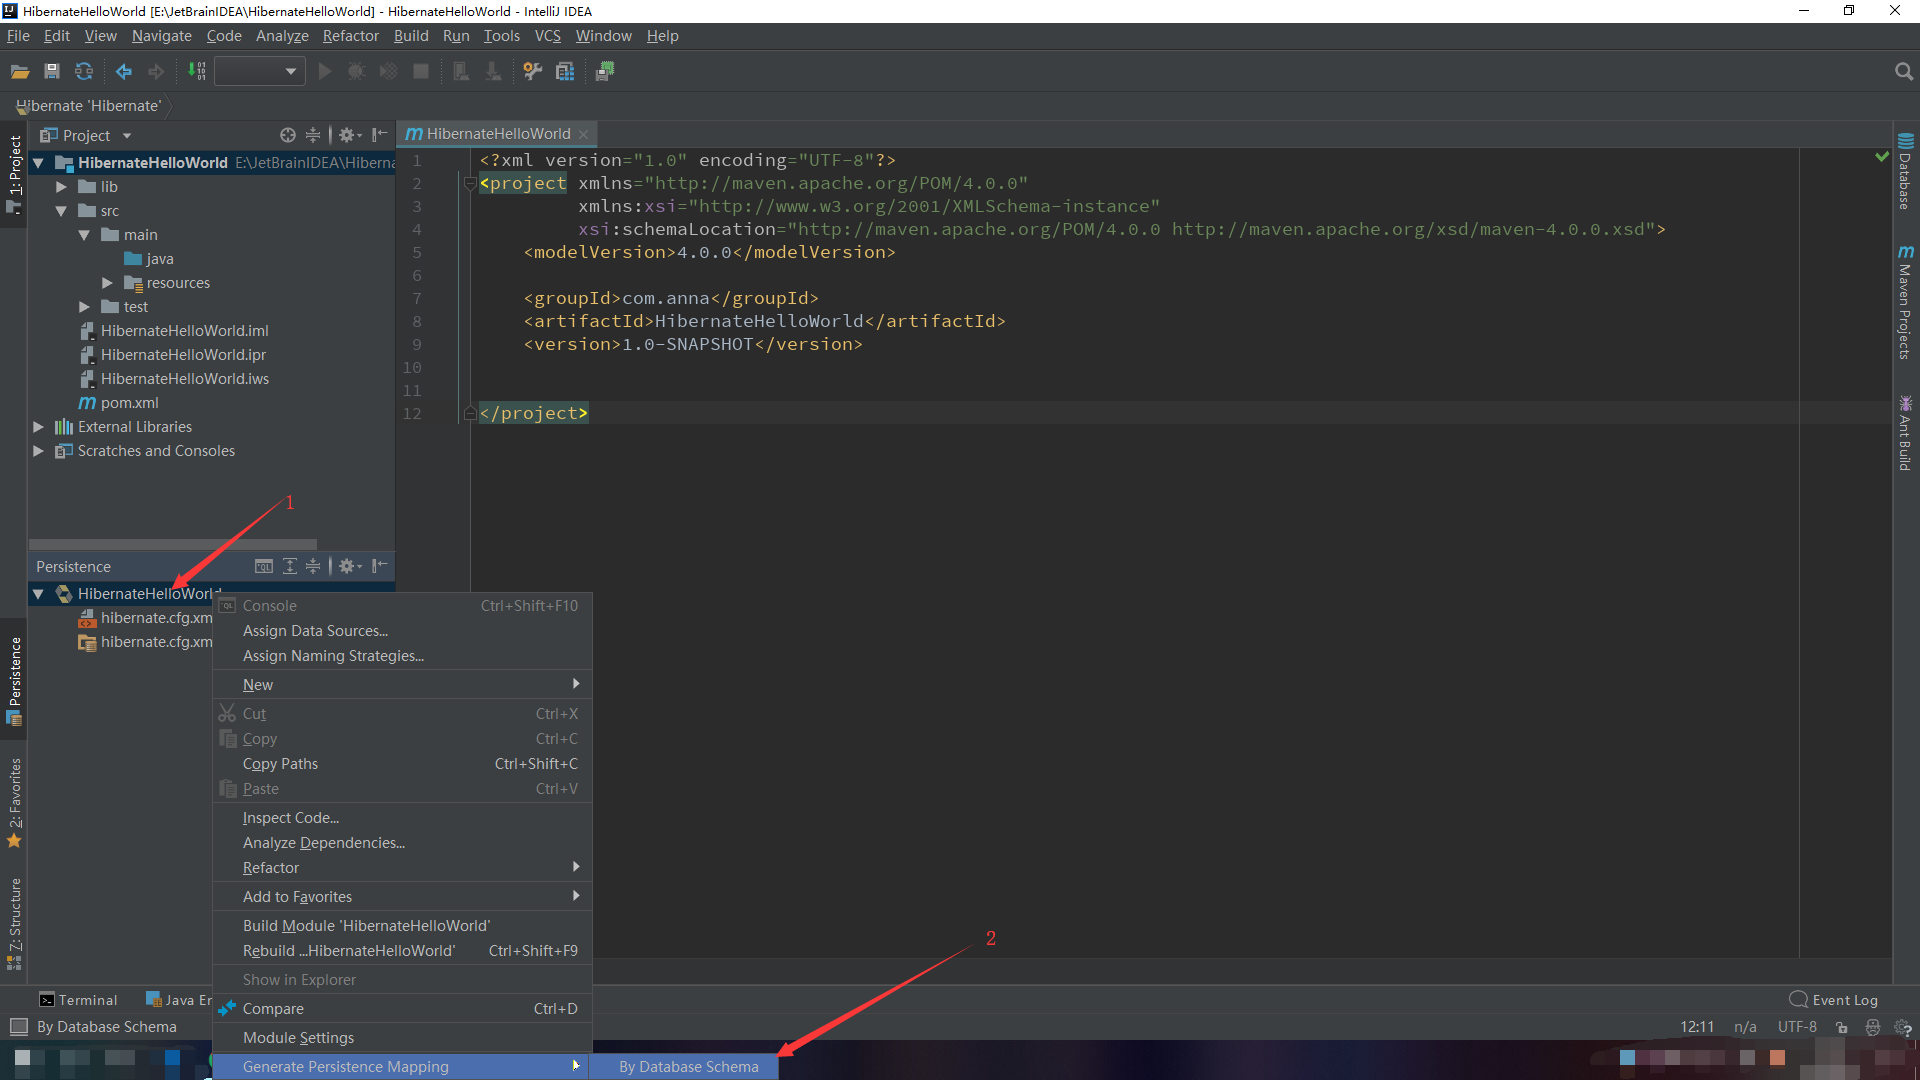 HibernateHelloWorld [E:\JetBrainIDEA\HibernateHelloWorld] - HibernateHelloWorld - IntelliJ IDEA
File Edit View Navigate Code Analyze Refactor Build Run Tools VCS Window Help
Hibernate 'Hibernate'
1: Project
Project
HibernateHelloWorld E:\JetBrainIDEA\Hiberna
lib
src
main
java
resources
test
HibernateHelloWorld.iml
HibernateHelloWorld.ipr
HibernateHelloWorld.iws
pom.xml
External Libraries
Scratches and Consoles
HibernateHelloWorld
1 <?xml version="1.0" encoding="UTF-8"?>
2 <project xmlns="http://maven.apache.org/POM/4.0.0"
3 xmlns:xsi="http://www.w3.org/2001/XMLSchema-instance"
4 xsi:schemaLocation="http://maven.apache.org/POM/4.0.0 http://maven.apache.org/xsd/maven-4.0.0.xsd">
5 <modelVersion>4.0.0</modelVersion>
6
7 <groupId>com.anna</groupId>
8 <artifactId>HibernateHelloWorld</artifactId>
9 <version>1.0-SNAPSHOT</version>
10
11
12 </project>
Database
Maven Projects
Ant Build
1
Persistence
HibernateHelloWorld
hibernate.cfg.xm
hibernate.cfg.xm
Persistence
2: Favorites
7: Structure
Console Ctrl+Shift+F10
Assign Data Sources...
Assign Naming Strategies...
New
Cut Ctrl+X
Copy Ctrl+C
Copy Paths Ctrl+Shift+C
Paste Ctrl+V
Inspect Code...
Analyze Dependencies...
Refactor
Add to Favorites
Build Module 'HibernateHelloWorld'
Rebuild ...HibernateHelloWorld' Ctrl+Shift+F9
Show in Explorer
Compare Ctrl+D
Module Settings
Generate Persistence Mapping
By Database Schema
2
Terminal Java Er
Event Log
By Database Schema
12:11 n/a UTF-8